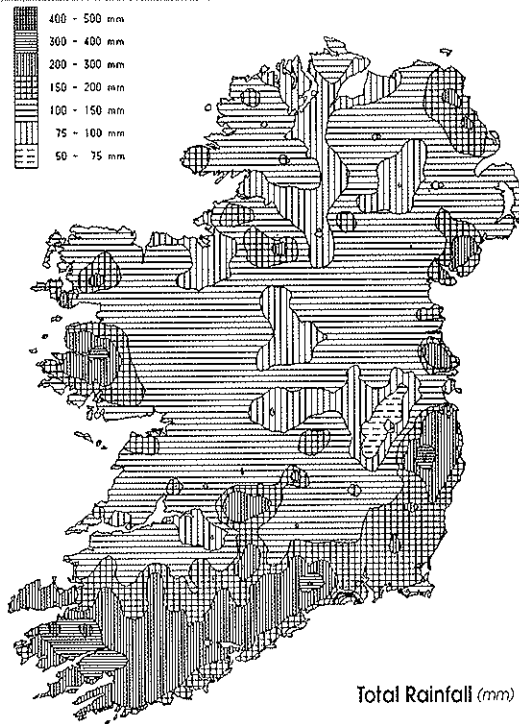 400 - 500 mm
300 - 400 mm
200 - 300 mm
150 - 200 mm
100 - 150 mm
75 - 100 mm
50 - 75 mm
Total Rainfall (mm)